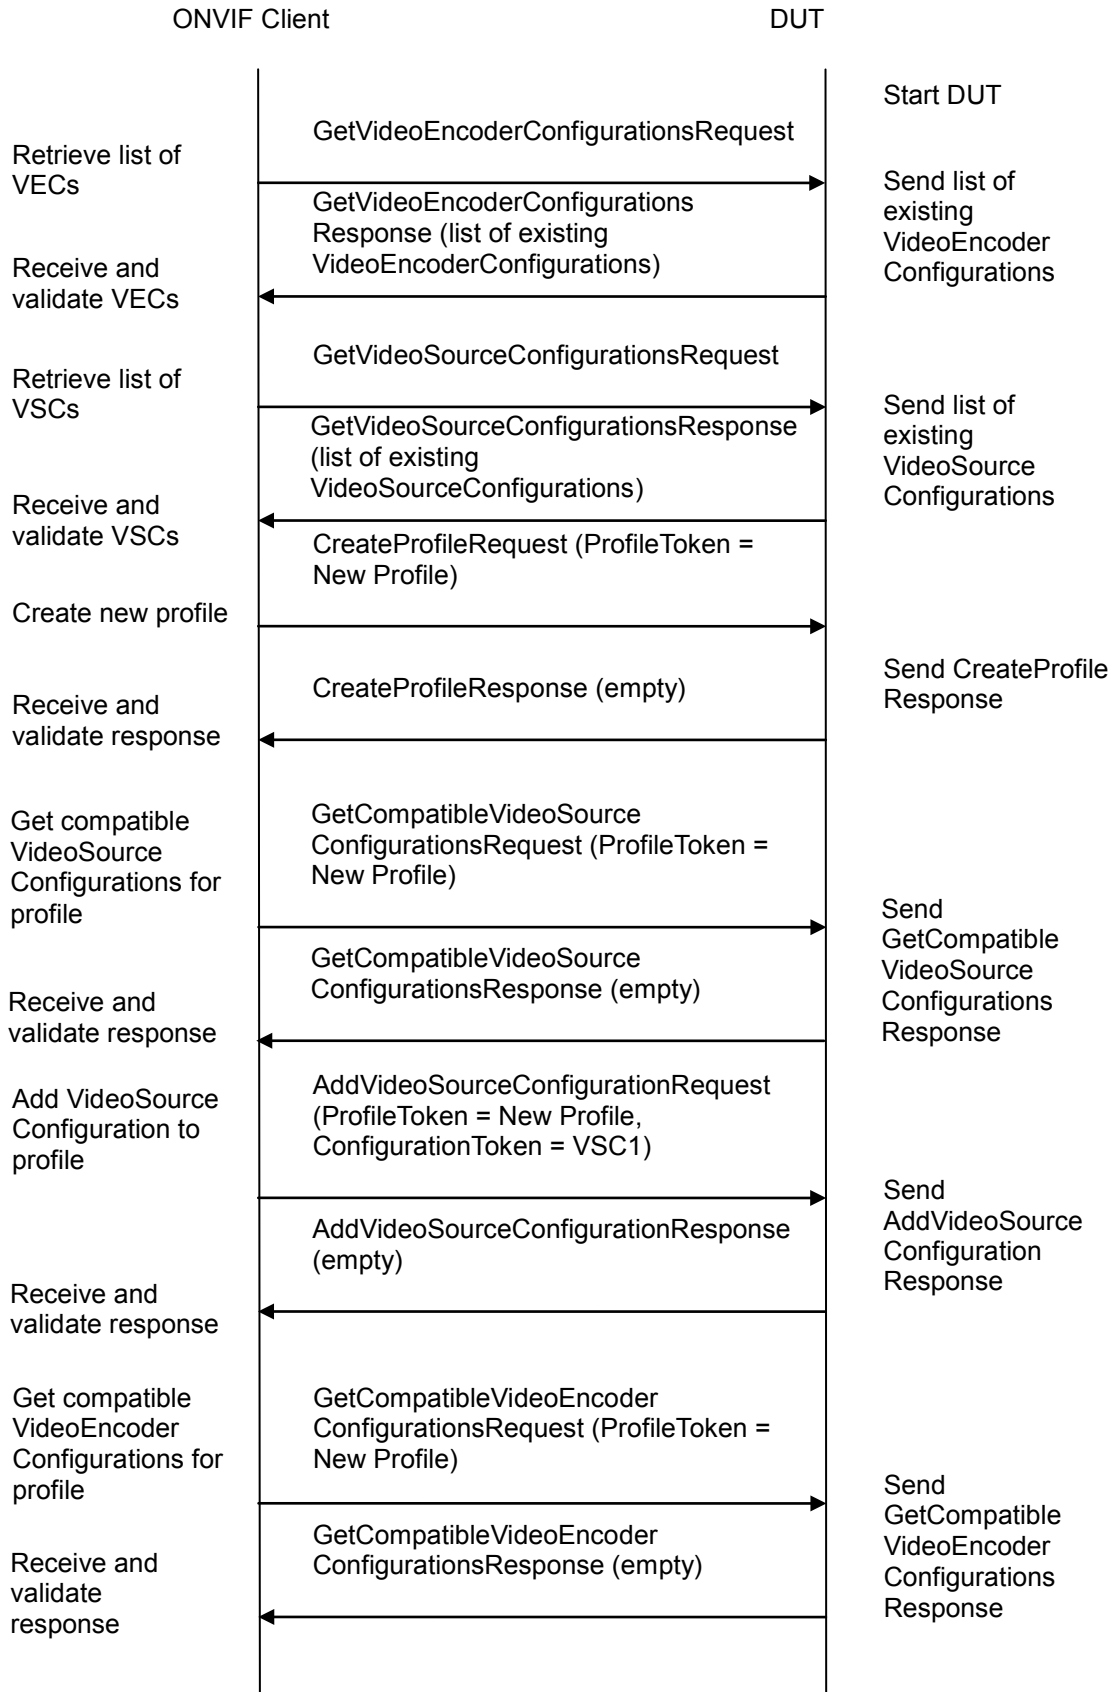 ONVIF Client
DUT
Start DUT
GetVideoEncoderConfigurationsRequest
Retrieve list of
VECs
GetVideoEncoderConfigurations
Response (list of existing
VideoEncoderConfigurations)
Send list of
existing
VideoEncoder
Configurations
Receive and
validate VECs
GetVideoSourceConfigurationsRequest
Retrieve list of
VSCs
GetVideoSourceConfigurationsResponse
(list of existing
VideoSourceConfigurations)
Send list of
existing
VideoSource
Configurations
Receive and
validate VSCs
CreateProfileRequest (ProfileToken =
New Profile)
Create new profile
Send CreateProfile
Response
CreateProfileResponse (empty)
Receive and
validate response
Get compatible
VideoSource
Configurations for
profile
GetCompatibleVideoSource
ConfigurationsRequest (ProfileToken =
New Profile)
Send
GetCompatible
VideoSource
Configurations
Response
GetCompatibleVideoSource
ConfigurationsResponse (empty)
Receive and
validate response
Add VideoSource
Configuration to
profile
AddVideoSourceConfigurationRequest
(ProfileToken = New Profile,
ConfigurationToken = VSC1)
Send
AddVideoSource
Configuration
Response
AddVideoSourceConfigurationResponse
(empty)
Receive and
validate response
Get compatible
VideoEncoder
Configurations for
profile
GetCompatibleVideoEncoder
ConfigurationsRequest (ProfileToken =
New Profile)
Send
GetCompatible
VideoEncoder
Configurations
Response
GetCompatibleVideoEncoder
ConfigurationsResponse (empty)
Receive and
validate
response